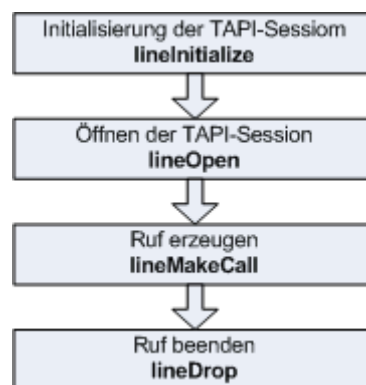 Initialisierung der TAPI-Sessiom
lineInitialize
Öffnen der TAPI-Session
lineOpen
Ruf erzeugen
lineMakeCall
Ruf beenden
lineDrop